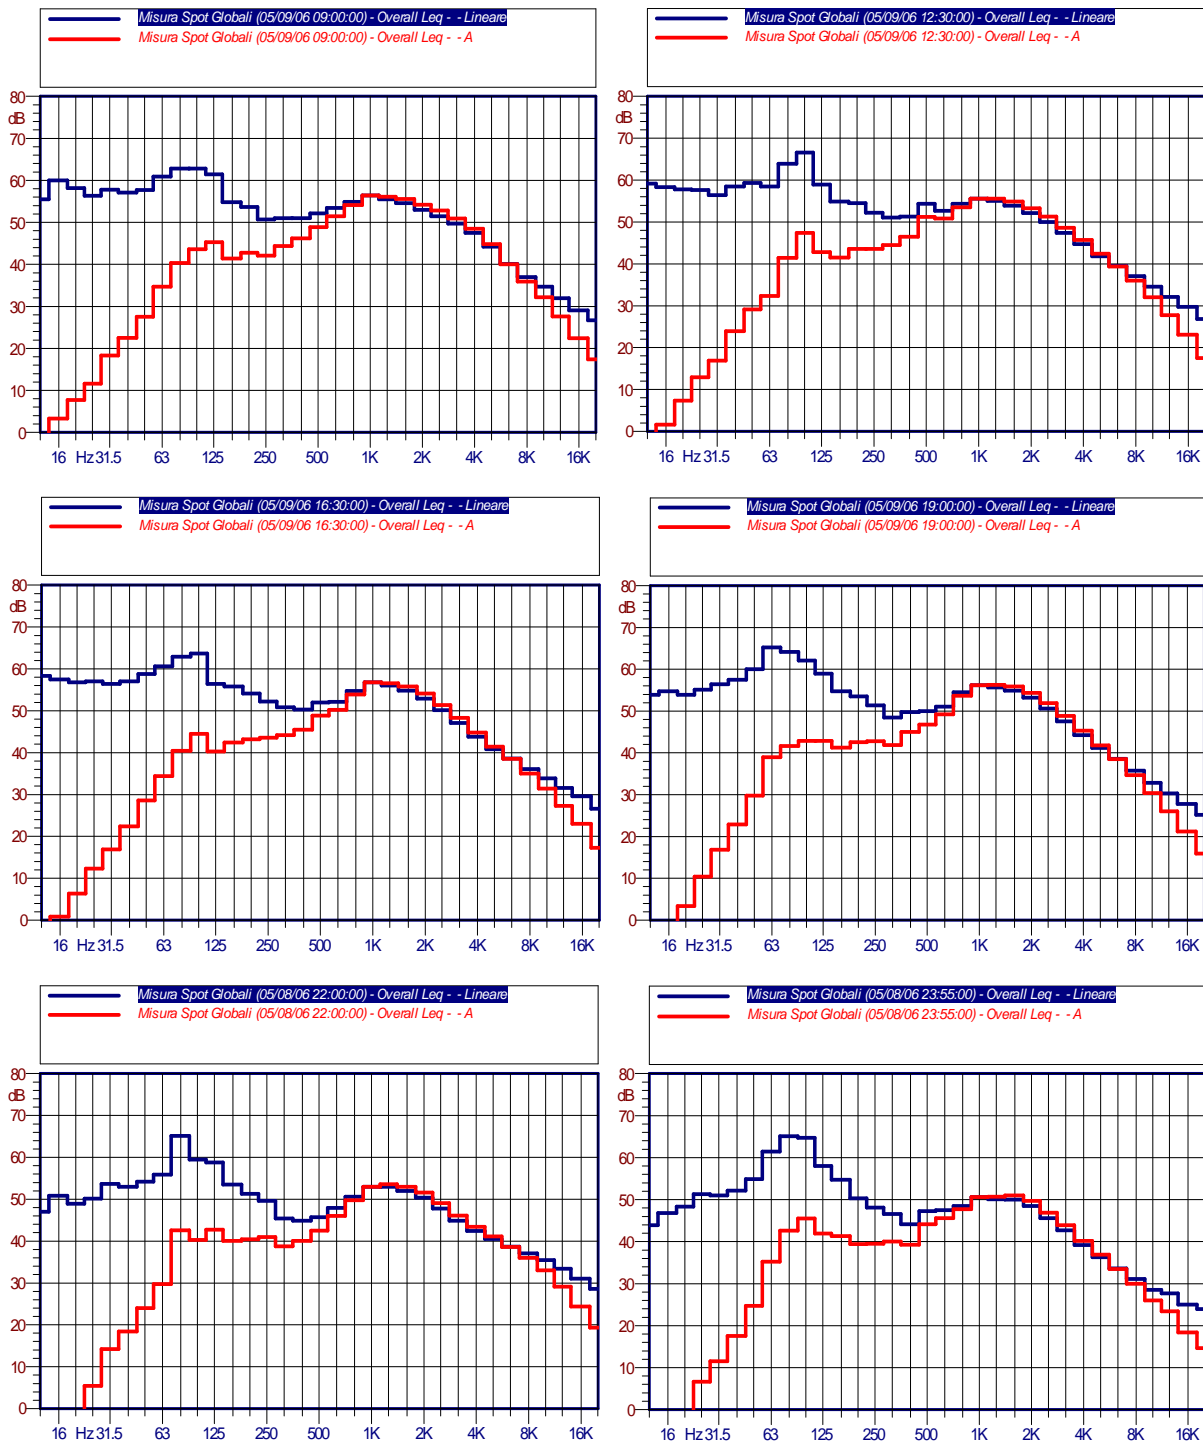 Misura Spot Globali (05/09/06 09:00:00) - Overall Leq - - Lineare
Misura Spot Globali (05/09/06 09:00:00) - Overall Leq - - A
80
dB
70
60
50
40
30
20
10
0
16 Hz 31.5 63 125 250 500 1K 2K 4K 8K 16K
Misura Spot Globali (05/09/06 12:30:00) - Overall Leq - - Lineare
Misura Spot Globali (05/09/06 12:30:00) - Overall Leq - - A
80
dB
70
60
50
40
30
20
10
0
16 Hz 31.5 63 125 250 500 1K 2K 4K 8K 16K
Misura Spot Globali (05/09/06 16:30:00) - Overall Leq - - Lineare
Misura Spot Globali (05/09/06 16:30:00) - Overall Leq - - A
80
dB
70
60
50
40
30
20
10
0
16 Hz 31.5 63 125 250 500 1K 2K 4K 8K 16K
Misura Spot Globali (05/09/06 19:00:00) - Overall Leq - - Lineare
Misura Spot Globali (05/09/06 19:00:00) - Overall Leq - - A
80
dB
70
60
50
40
30
20
10
0
16 Hz 31.5 63 125 250 500 1K 2K 4K 8K 16K
Misura Spot Globali (05/08/06 22:00:00) - Overall Leq - - Lineare
Misura Spot Globali (05/08/06 22:00:00) - Overall Leq - - A
80
dB
70
60
50
40
30
20
10
0
16 Hz 31.5 63 125 250 500 1K 2K 4K 8K 16K
Misura Spot Globali (05/08/06 23:55:00) - Overall Leq - - Lineare
Misura Spot Globali (05/08/06 23:55:00) - Overall Leq - - A
80
dB
70
60
50
40
30
20
10
0
16 Hz 31.5 63 125 250 500 1K 2K 4K 8K 16K